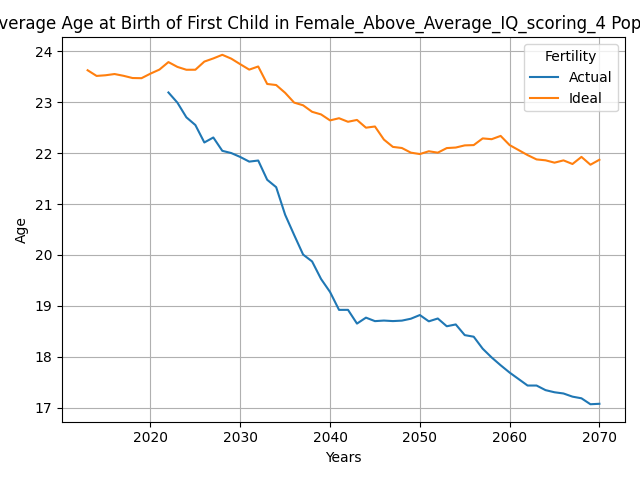 verage Age at Birth of First Child in Female_Above_Average_IQ_scoring_4 Pop
Fertility
Actual
Ideal
24
23
22
21
20
19
18
17
Age
2020 2030 2040 2050 2060 2070
Years